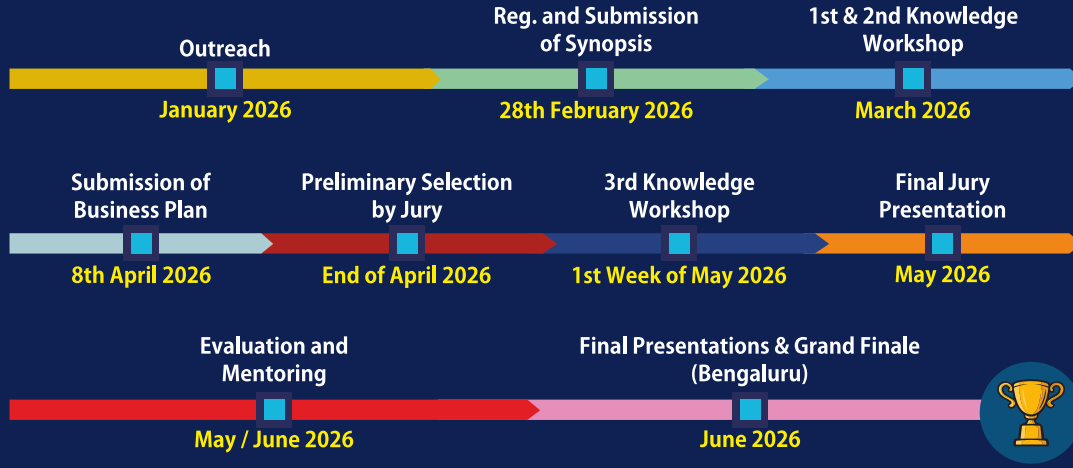 Outreach
January 2026
Reg. and Submission
of Synopsis
28th February 2026
1st & 2nd Knowledge
Workshop
March 2026
Submission of
Business Plan
8th April 2026
Preliminary Selection
by Jury
End of April 2026
3rd Knowledge
Workshop
1st Week of May 2026
Final Jury
Presentation
May 2026
Evaluation and
Mentoring
May / June 2026
Final Presentations & Grand Finale
(Bengaluru)
June 2026